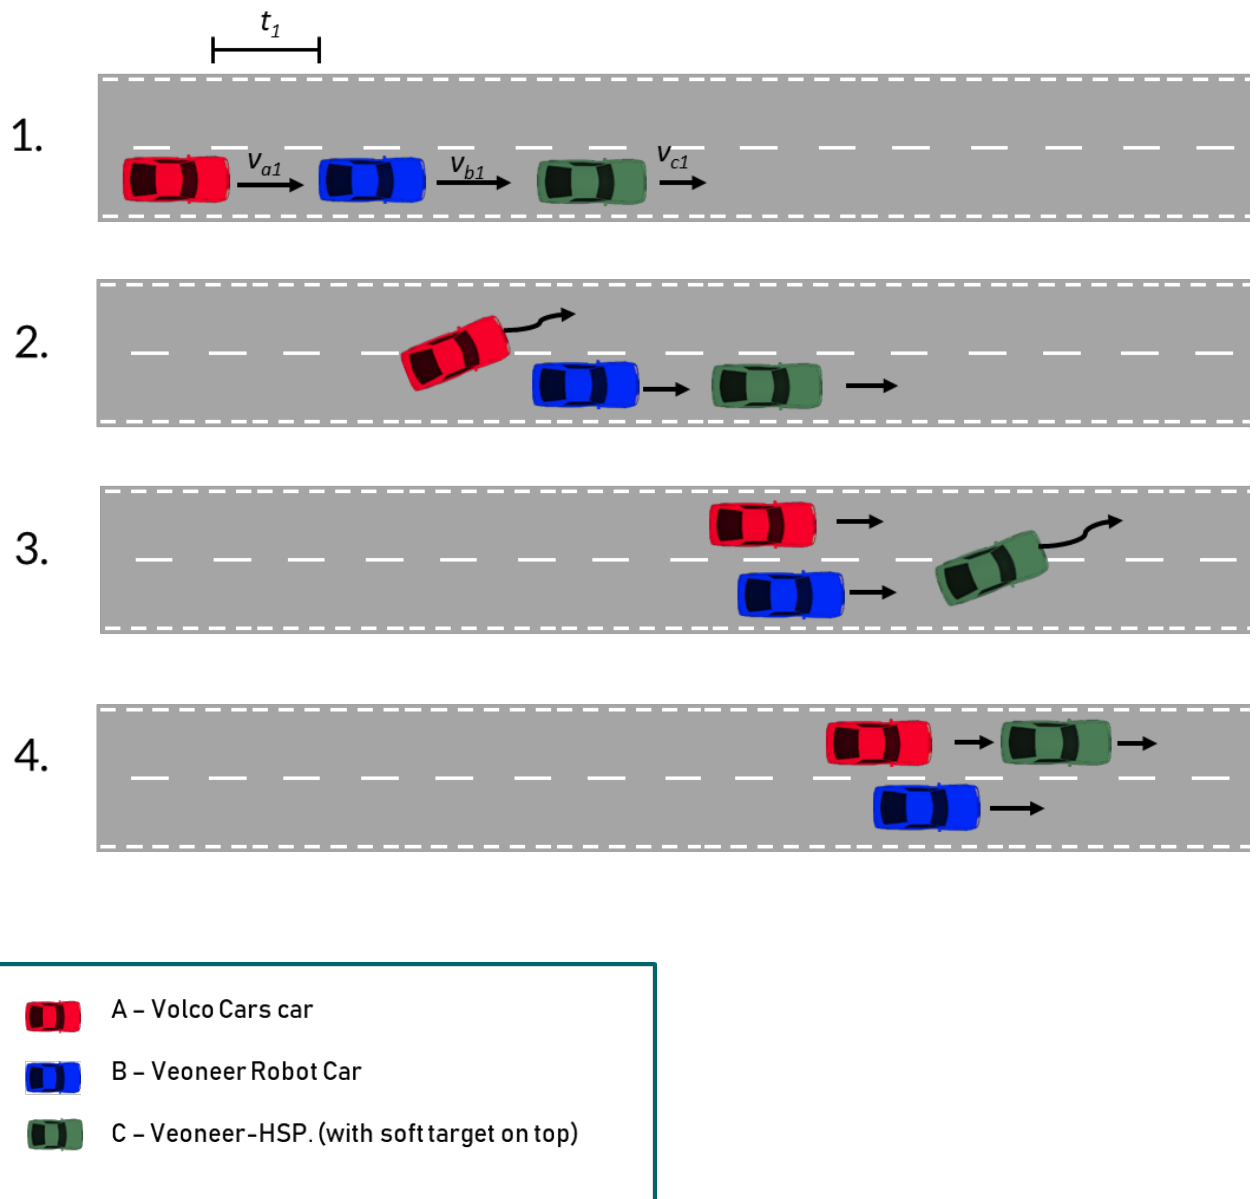 t1
1.
va1
vb1
vc1
2.
3.
4.
A – Volco Cars car
B – Veoneer Robot Car
C – Veoneer-HSP. (with soft target on top)